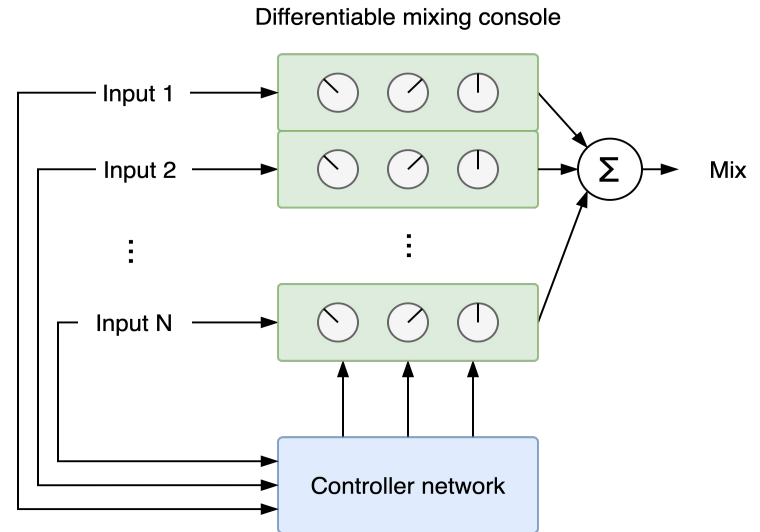 Differentiable mixing console
Input 1
Input 2
⋮
⋮
Input N
Σ
Mix
Controller network